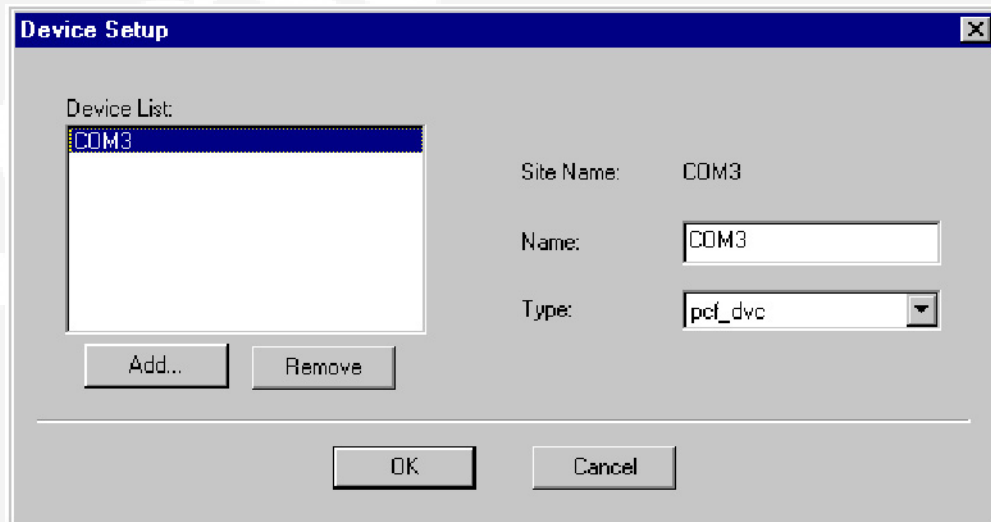 Device Setup
Device List:
COM3
Site Name: COM3
Name: COM3
Type: pcf_dvc
Add... Remove
OK Cancel